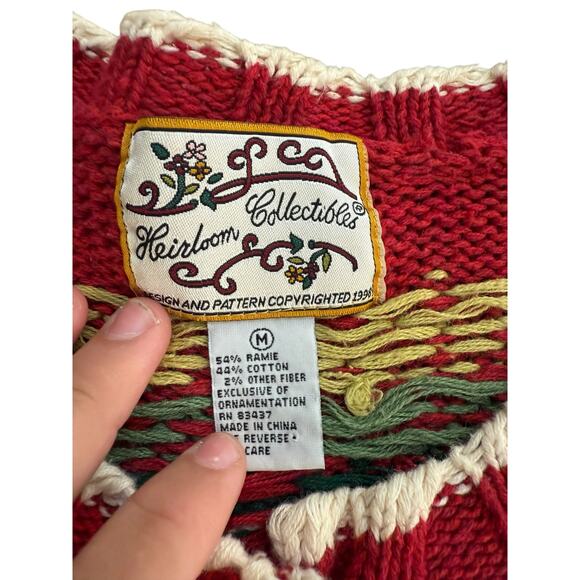 Heirloom Collectibles®
DESIGN AND PATTERN COPYRIGHTED 1996
M
54% RAMIE
44% COTTON
2% OTHER FIBER
EXCLUSIVE OF
ORNAMENTATION
RN 83437
MADE IN CHINA
REVERSE •
CARE